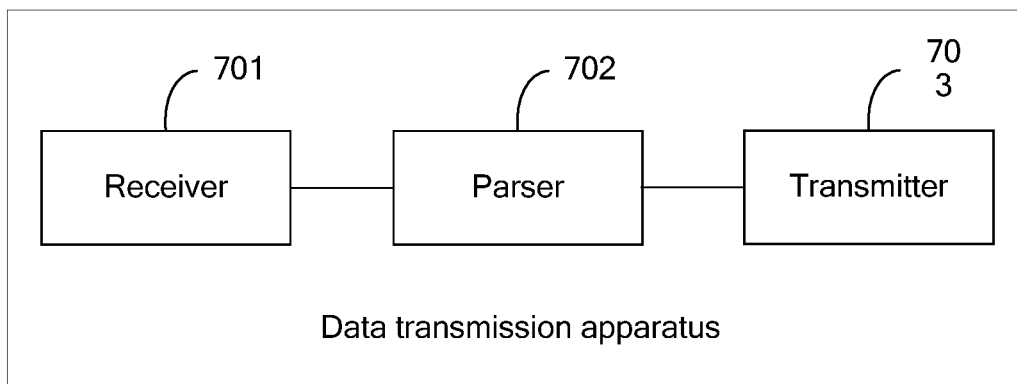 701
702
70
3
Receiver
Parser
Transmitter
Data transmission apparatus